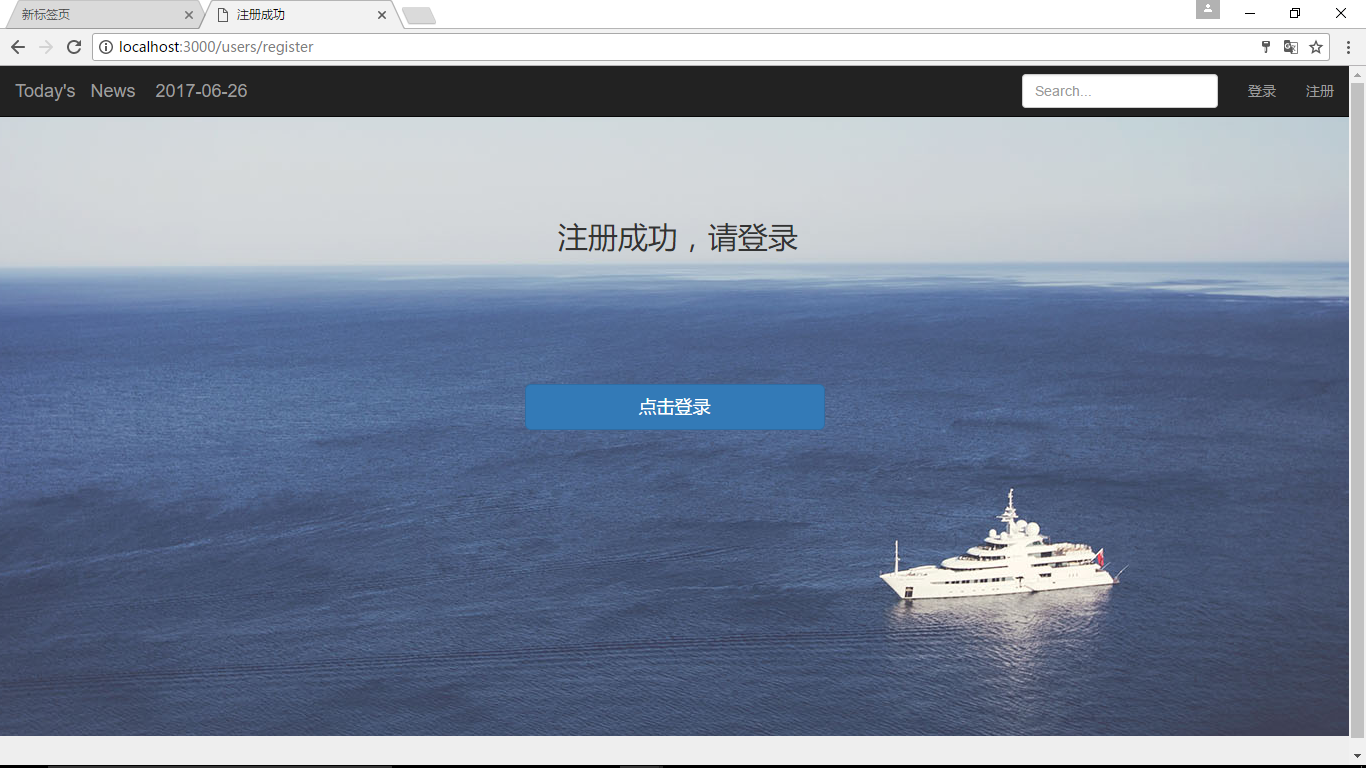 新标签页
注册成功
localhost:3000/users/register
Today's News 2017-06-26
Search...
登录
注册
注册成功，请登录
点击登录